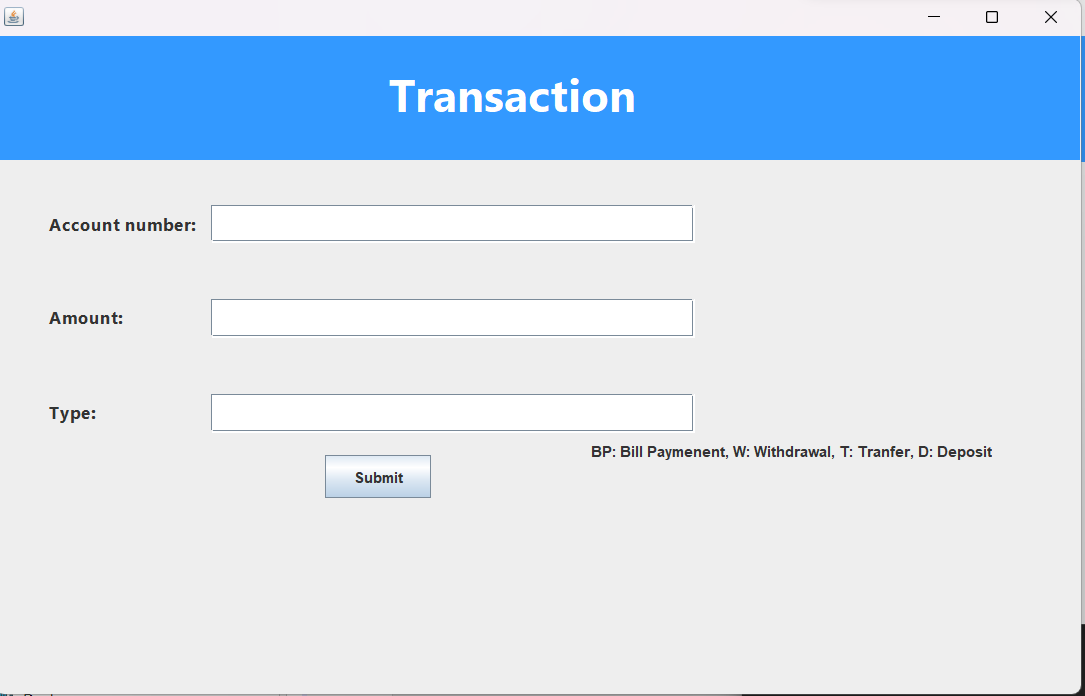 Transaction
Account number:
Amount:
Type:
BP: Bill Paymenent, W: Withdrawal, T: Tranfer, D: Deposit
Submit